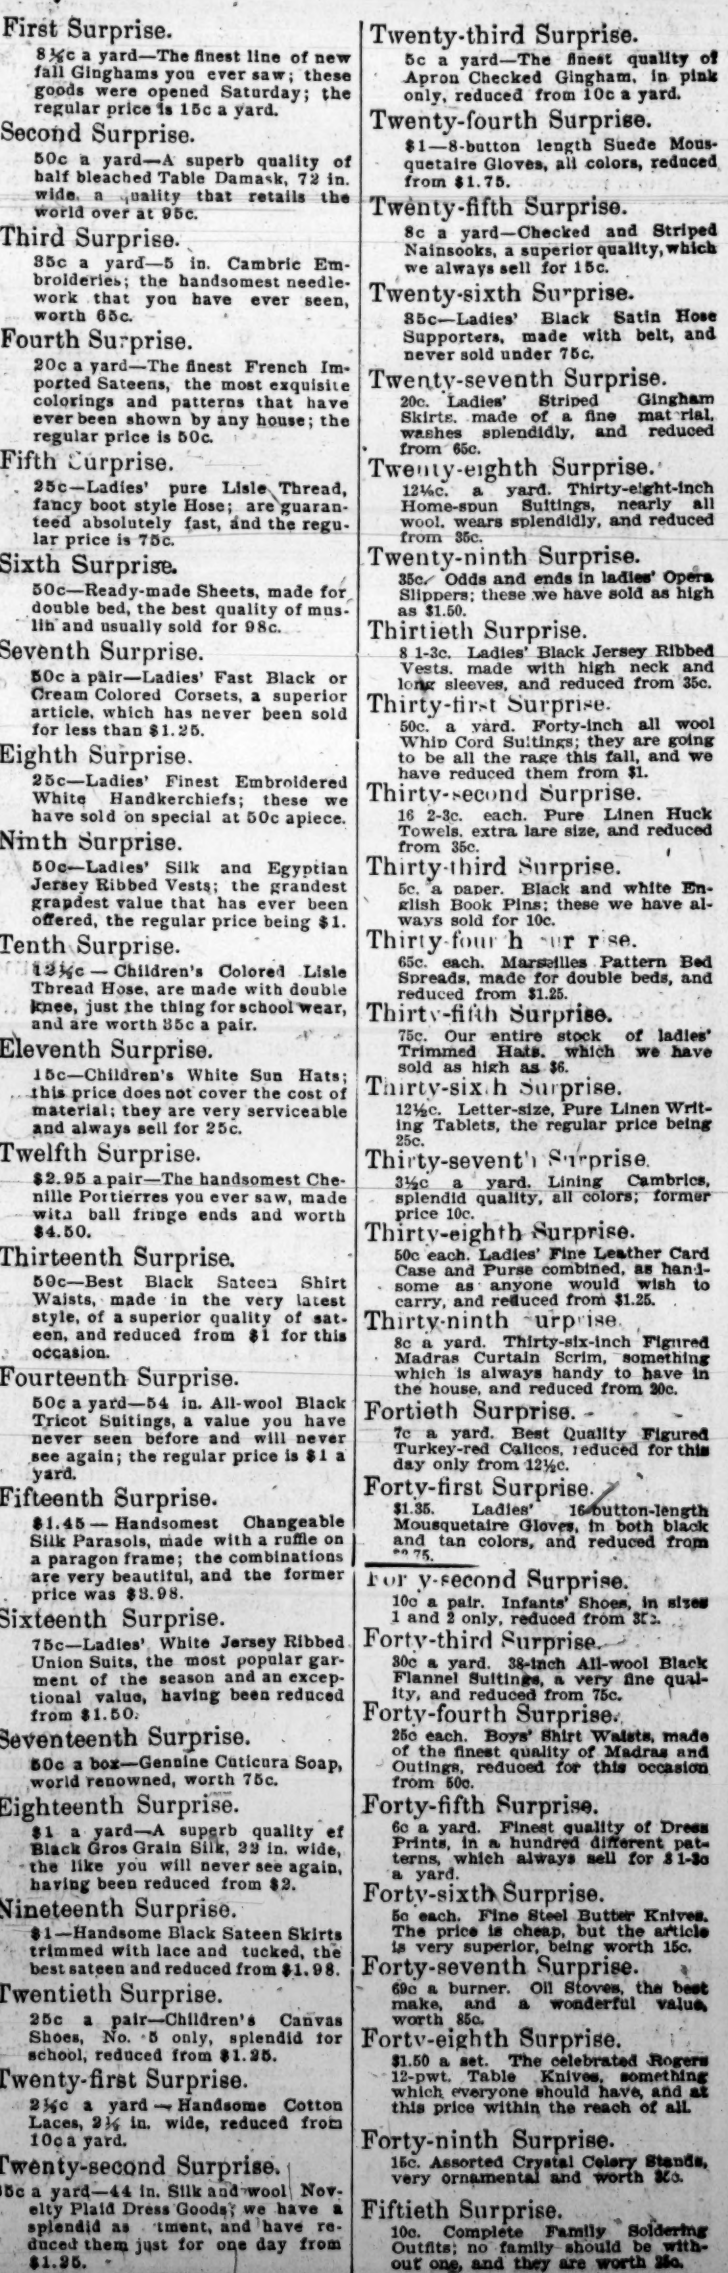 First Surprise.
8½c a yard—The finest line of new
fall Ginghams you ever saw; these
goods were opened Saturday; the
regular price is 15c a yard.
Second Surprise.
50c a yard—A superb quality of
half bleached Table Damask, 72 in.
wide, a quality that retails the
world over at 95c.
Third Surprise.
35c a yard—5 in. Cambric Em-
broideries; the handsomest needle-
work that you have ever seen,
worth 65c.
Fourth Surprise.
20c a yard—The finest French Im-
ported Sateens, the most exquisite
colorings and patterns that have
ever been shown by any house; the
regular price is 50c.
Fifth Surprise.
25c—Ladies' pure Lisle Thread,
fancy boot style Hose; are guaran-
teed absolutely fast, and the regu-
lar price is 75c.
Sixth Surprise.
50c—Ready-made Sheets, made for
double bed, the best quality of mus-
lin and usually sold for 98c.
Seventh Surprise.
50c a pair—Ladies' Fast Black or
Cream Colored Corsets, a superior
article, which has never been sold
for less than $1.25.
Eighth Surprise.
25c—Ladies' Finest Embroidered
White Handkerchiefs; these we
have sold on special at 50c apiece.
Ninth Surprise.
50c—Ladies' Silk and Egyptian
Jersey Ribbed Vests; the grandest
grandest value that has ever been
offered, the regular price being $1.
Tenth Surprise.
12½c — Children's Colored Lisle
Thread Hose, are made with double
knee, just the thing for school wear,
and are worth 35c a pair.
Eleventh Surprise.
15c—Children's White Sun Hats;
this price does not cover the cost of
material; they are very serviceable
and always sell for 25c.
Twelfth Surprise.
$2.95 a pair—The handsomest Che-
nille Portierres you ever saw, made
with ball fringe ends and worth
$4.50.
Thirteenth Surprise.
50c—Best Black Sateen Shirt
Waists, made in the very latest
style, of a superior quality of sat-
een, and reduced from $1 for this
occasion.
Fourteenth Surprise.
50c a yard—54 in. All-wool Black
Tricot Suitings, a value you have
never seen before and will never
see again; the regular price is $1 a
yard.
Fifteenth Surprise.
$1.45 — Handsomest Changeable
Silk Parasols, made with a ruffle on
a paragon frame; the combinations
are very beautiful, and the former
price was $3.98.
Sixteenth Surprise.
75c—Ladies' White Jersey Ribbed
Union Suits, the most popular gar-
ment of the season and an excep-
tional value, having been reduced
from $1.50.
Seventeenth Surprise.
50c a box—Genuine Cuticura Soap,
world renowned, worth 75c.
Eighteenth Surprise.
$1 a yard—A superb quality ef
Black Gros Grain Silk, 22 in. wide,
the like you will never see again,
having been reduced from $2.
Nineteenth Surprise.
$1—Handsome Black Sateen Skirts
trimmed with lace and tucked, the
best sateen and reduced from $1.98.
Twentieth Surprise.
25c a pair—Children's Canvas
Shoes, No. 5 only, splendid for
school, reduced from $1.25.
Twenty-first Surprise.
2½c a yard — Handsome Cotton
Laces, 2½ in. wide, reduced from
10c a yard.
Twenty-second Surprise.
a yard—44 in. Silk and wool Nov-
elty Plaid Dress Goods; we have a
splendid assortment, and have re-
duced them just for one day from
$1.25.
Twenty-third Surprise.
5c a yard—The finest quality of
Apron Checked Gingham, in pink
only, reduced from 10c a yard.
Twenty-fourth Surprise.
$1—8-button length Suede Mous-
quetaire Gloves, all colors, reduced
from $1.75.
Twenty-fifth Surprise.
8c a yard—Checked and Striped
Nainsooks, a superior quality, which
we always sell for 15c.
Twenty-sixth Surprise.
35c—Ladies' Black Satin Hose
Supporters, made with belt, and
never sold under 75c.
Twenty-seventh Surprise.
20c. Ladies' Striped Gingham
Skirts, made of a fine material,
washes splendidly, and reduced
from 65c.
Twenty-eighth Surprise.
12½c. a yard. Thirty-eight-inch
Home-spun Suitings, nearly all
wool, wears splendidly, and reduced
from 35c.
Twenty-ninth Surprise.
35c. Odds and ends in ladies' Opera
Slippers; these we have sold as high
as $1.50.
Thirtieth Surprise.
8 1-3c. Ladies' Black Jersey Ribbed
Vests, made with high neck and
long sleeves, and reduced from 35c.
Thirty-first Surprise.
50c. a yard. Forty-inch all wool
Whip Cord Suitings; they are going
to be all the rage this fall, and we
have reduced them from $1.
Thirty-second Surprise.
16 2-3c. each. Pure Linen Huck
Towels, extra lare size, and reduced
from 35c.
Thirty-third Surprise.
5c. a paper. Black and white En-
glish Book Pins; these we have al-
ways sold for 10c.
Thirty-fourth Surprise.
65c. each. Marseilles Pattern Bed
Spreads, made for double beds, and
reduced from $1.25.
Thirty-fifth Surprise.
75c. Our entire stock of ladies'
Trimmed Hats, which we have
sold as high as $6.
Thirty-sixth Surprise.
12½c. Letter-size, Pure Linen Writ-
ing Tablets, the regular price being
25c.
Thirty-seventh Surprise.
3½c a yard. Lining Cambrics,
splendid quality, all colors; former
price 10c.
Thirty-eighth Surprise.
50c each. Ladies' Fine Leather Card
Case and Purse combined, as hand-
some as anyone would wish to
carry, and reduced from $1.25.
Thirty-ninth Surprise.
8c a yard. Thirty-six-inch Figured
Madras Curtain Scrim, something
which is always handy to have in
the house, and reduced from 20c.
Fortieth Surprise.
7c a yard. Best Quality Figured
Turkey-red Calicos, reduced for this
day only from 12½c.
Forty-first Surprise.
$1.35. Ladies' 16-button-length
Mousquetaire Gloves, in both black
and tan colors, and reduced from
Forty-second Surprise.
10c a pair. Infants' Shoes, in sizes
1 and 2 only, reduced from
Forty-third Surprise.
30c a yard. 38-inch All-wool Black
Flannel Suitings, a very fine qual-
ity, and reduced from 75c.
Forty-fourth Surprise.
25c each. Boys' Shirt Waists, made
of the finest quality of Madras and
Outings, reduced for this occasion
from 50c.
Forty-fifth Surprise.
6c a yard. Finest quality of Dress
Prints, in a hundred different pat-
terns, which always sell for 8 1-3c
a yard.
Forty-sixth Surprise.
5c each. Fine Steel Butter Knives.
The price is cheap, but the article
is very superior, being worth 15c.
Forty-seventh Surprise.
69c a burner. Oil Stoves, the best
make, and a wonderful value,
worth 85c.
Forty-eighth Surprise.
$1.50 a set. The celebrated Rogers
12-pwt. Table Knives, something
which everyone should have, and at
this price within the reach of all.
Forty-ninth Surprise.
15c. Assorted Crystal Celery Stands,
very ornamental and worth
Fiftieth Surprise.
10c. Complete Family Soldering
Outfits; no family should be with-
out one, and they are worth